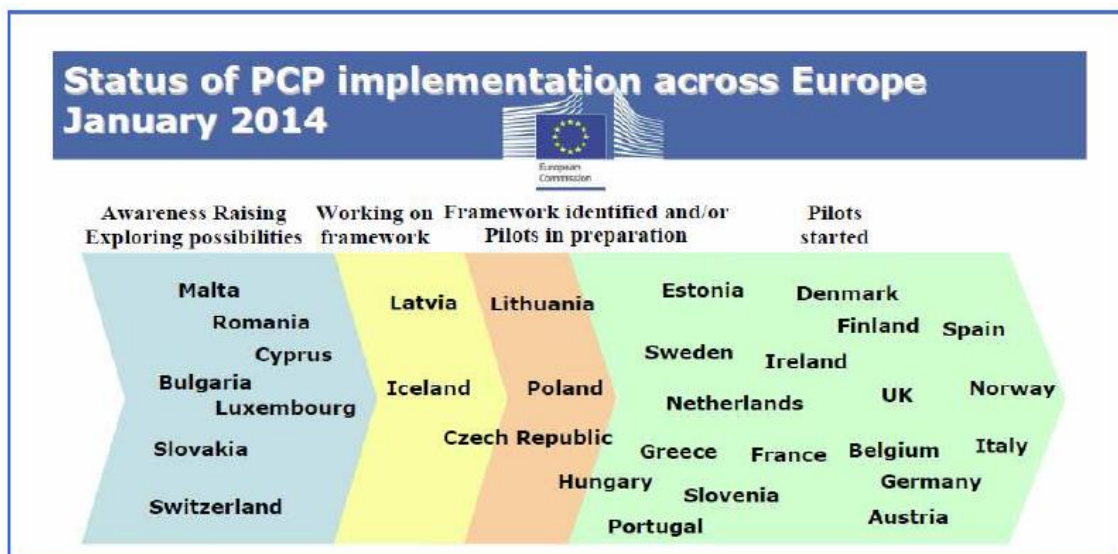 Status of PCP implementation across Europe
January 2014
European
Commission
Awareness Raising
Exploring possibilities
Working on
framework
Framework identified and/or
Pilots in preparation
Pilots
started
Malta
Romania
Cyprus
Bulgaria
Luxembourg
Slovakia
Switzerland
Latvia
Iceland
Lithuania
Poland
Czech Republic
Estonia
Denmark
Finland
Spain
Sweden
Ireland
Netherlands
UK
Norway
Greece
France
Belgium
Italy
Hungary
Slovenia
Germany
Portugal
Austria